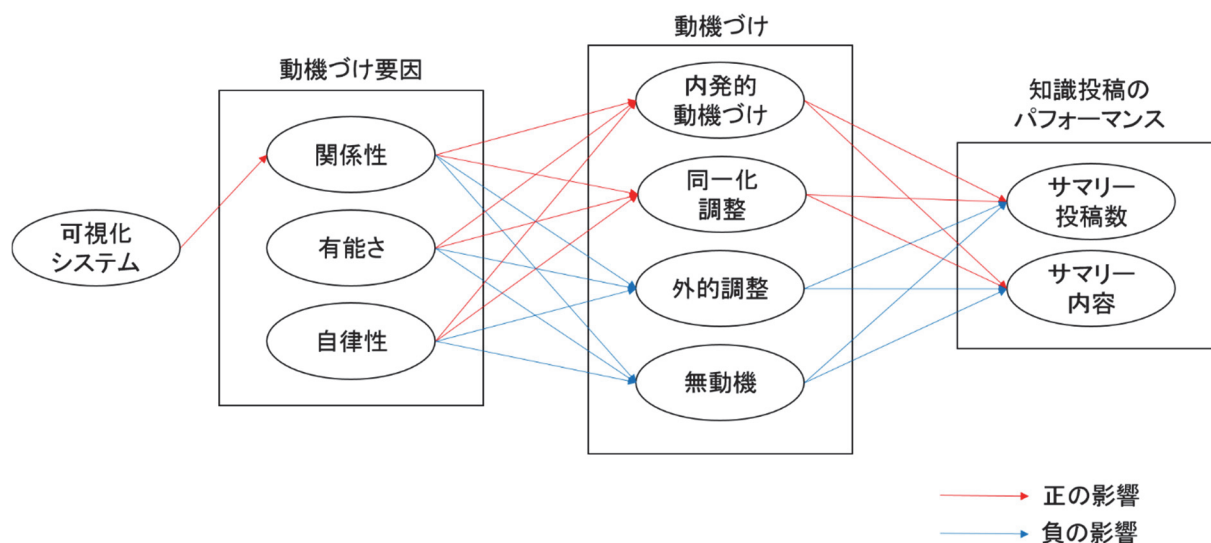 動機づけ
動機づけ要因
知識投稿の
パフォーマンス
可視化
システム
関係性
有能さ
自律性
内発的
動機づけ
同一化
調整
外的調整
無動機
サマリー
投稿数
サマリー
内容
正の影響
負の影響